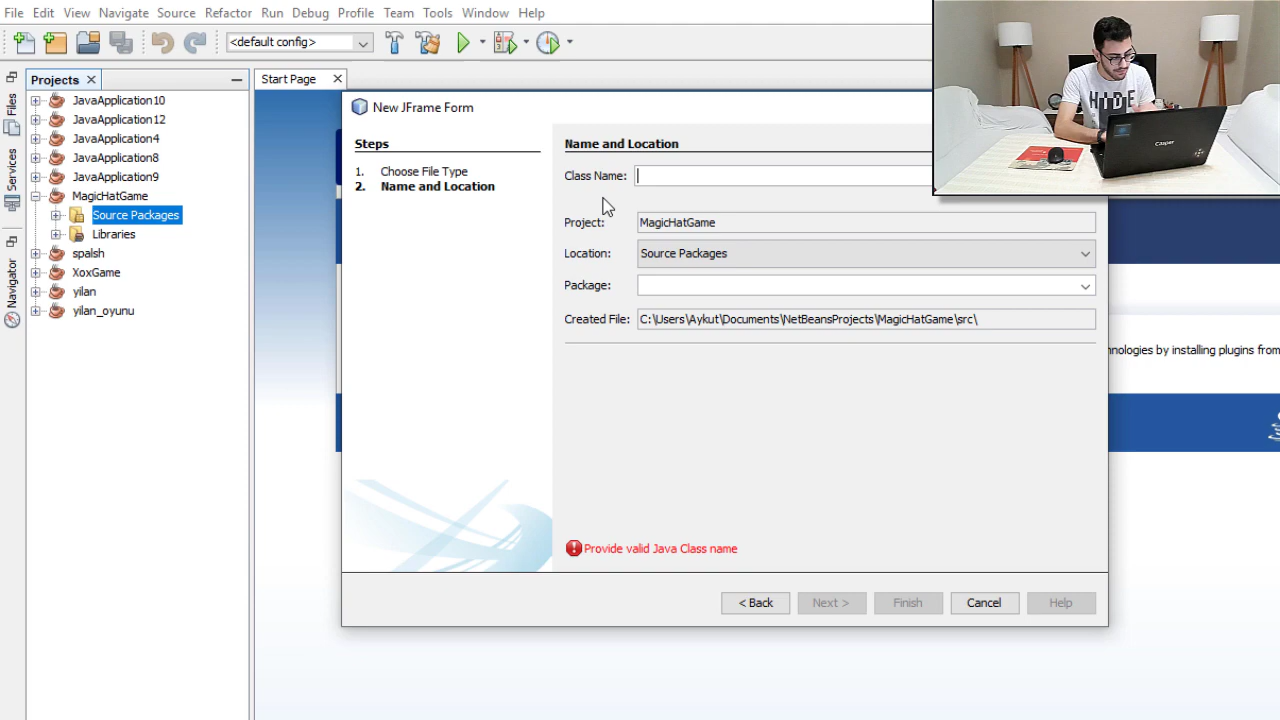 File Edit View Navigate Source Refactor Run Debug Profile Team Tools Window Help
<default config>
Projects
Start Page
Files
Services
Navigator
JavaApplication10
JavaApplication12
JavaApplication4
JavaApplication8
JavaApplication9
MagicHatGame
Source Packages
Libraries
spalsh
XoxGame
yilan
yilan_oyunu
New JFrame Form
Steps
1. Choose File Type
2. Name and Location
Name and Location
Class Name:
Project: MagicHatGame
Location: Source Packages
Package:
Created File: C:\Users\Aykut\Documents\NetBeansProjects\MagicHatGame\src\
Provide valid Java Class name
< Back Next > Finish Cancel Help
hnologies by installing plugins from
HIDE
Casper